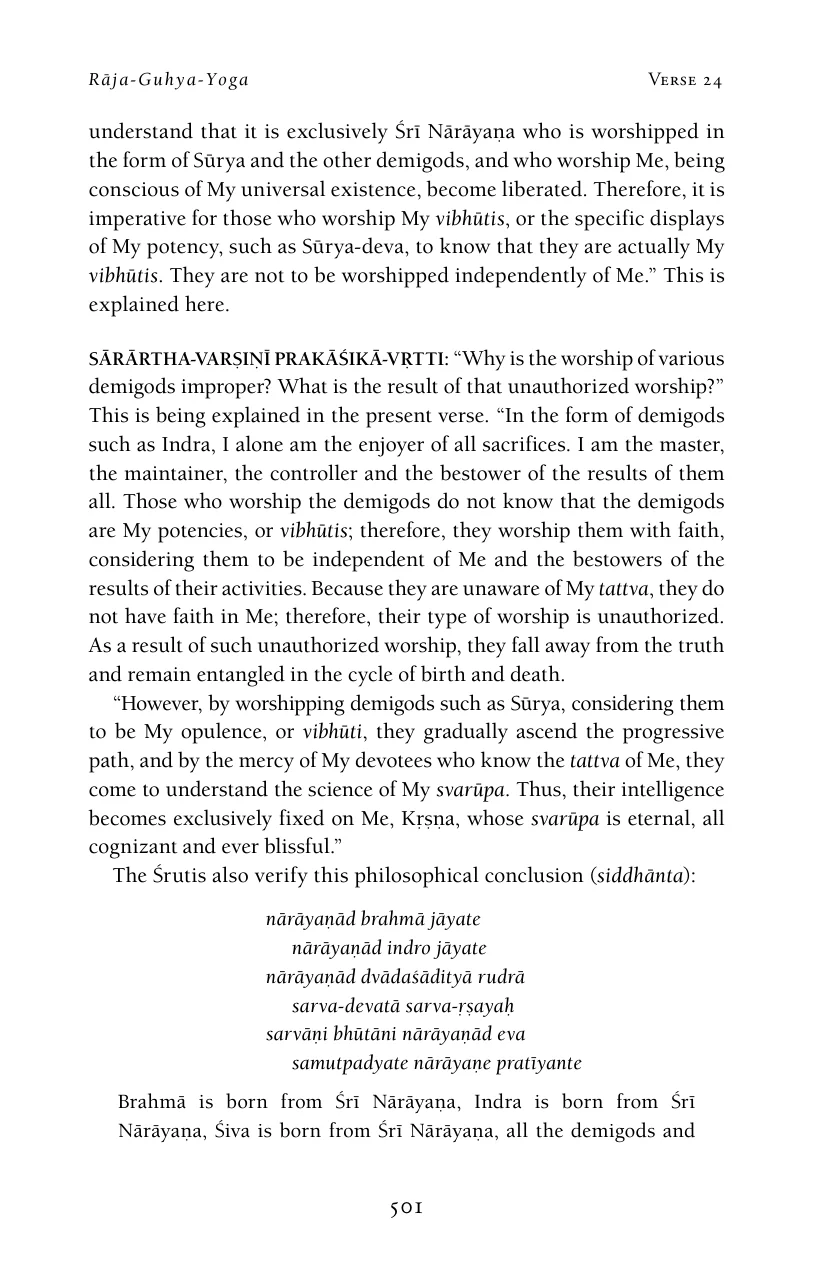 Rāja-Guhya-Yoga Verse 24
understand that it is exclusively Śrī Nārāyaṇa who is worshipped in
the form of Sūrya and the other demigods, and who worship Me, being
conscious of My universal existence, become liberated. Therefore, it is
imperative for those who worship My vibhūtis, or the specific displays
of My potency, such as Sūrya-deva, to know that they are actually My
vibhūtis. They are not to be worshipped independently of Me.” This is
explained here.
SĀRĀRTHA-VARṢIṆĪ PRAKĀŚIKĀ-VṚTTI: “Why is the worship of various
demigods improper? What is the result of that unauthorized worship?”
This is being explained in the present verse. “In the form of demigods
such as Indra, I alone am the enjoyer of all sacrifices. I am the master,
the maintainer, the controller and the bestower of the results of them
all. Those who worship the demigods do not know that the demigods
are My potencies, or vibhūtis; therefore, they worship them with faith,
considering them to be independent of Me and the bestowers of the
results of their activities. Because they are unaware of My tattva, they do
not have faith in Me; therefore, their type of worship is unauthorized.
As a result of such unauthorized worship, they fall away from the truth
and remain entangled in the cycle of birth and death.
“However, by worshipping demigods such as Sūrya, considering them
to be My opulence, or vibhūti, they gradually ascend the progressive
path, and by the mercy of My devotees who know the tattva of Me, they
come to understand the science of My svarūpa. Thus, their intelligence
becomes exclusively fixed on Me, Kṛṣṇa, whose svarūpa is eternal, all
cognizant and ever blissful.”
The Śrutis also verify this philosophical conclusion (siddhānta):
nārāyaṇād brahmā jāyate
nārāyaṇād indro jāyate
nārāyaṇād dvādaśādityā rudrā
sarva-devatā sarva-ṛṣayaḥ
sarvāṇi bhūtāni nārāyaṇād eva
samutpadyate nārāyaṇe pratīyante
Brahmā is born from Śrī Nārāyaṇa, Indra is born from Śrī
Nārāyaṇa, Śiva is born from Śrī Nārāyaṇa, all the demigods and
501